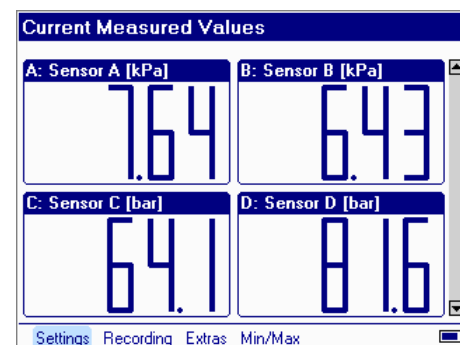 Current Measured Values
A: Sensor A [kPa] B: Sensor B [kPa]
7.64 6.43
C: Sensor C [bar] D: Sensor D [bar]
64.1 81.6
Settings Recording Extras Min/Max